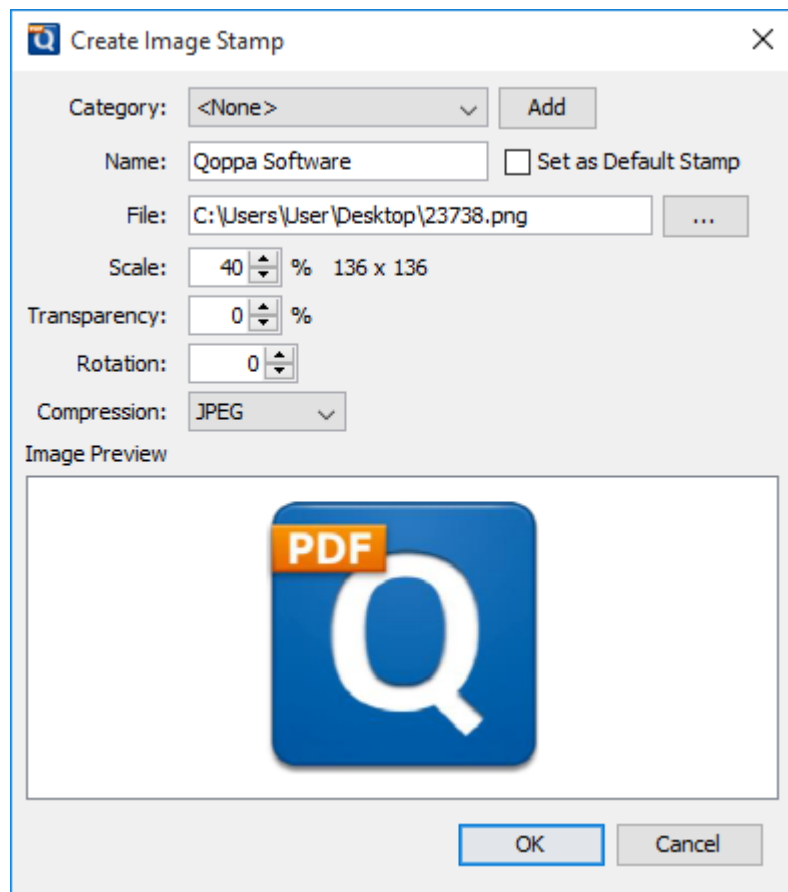 Create Image Stamp
Category: <None> Add
Name: Qoppa Software Set as Default Stamp
File: C:\Users\User\Desktop\23738.png ...
Scale: 40 % 136 x 136
Transparency: 0 %
Rotation: 0
Compression: JPEG
Image Preview
PDF
Q
OK Cancel